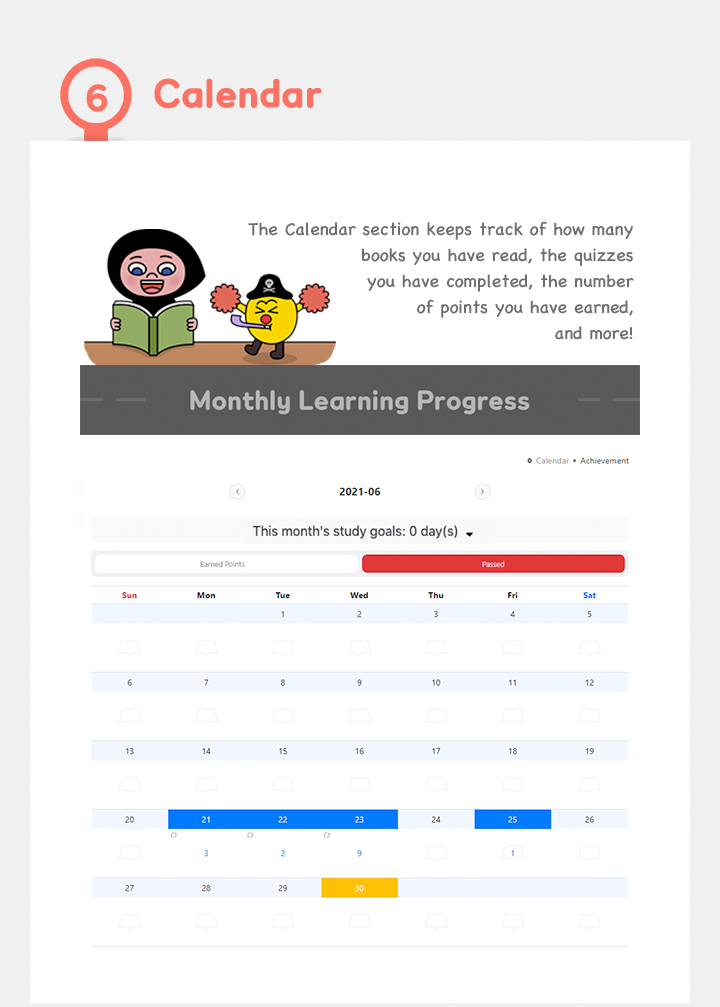 6 Calendar
The Calendar section keeps track of how many
books you have read, the quizzes
you have completed, the number
of points you have earned,
and more!
Monthly Learning Progress
Calendar • Achievement
2021-06
This month's study goals: 0 day(s)
Earned Points Passed
Sun Mon Tue Wed Thu Fri Sat
1 2 3 4 5
6 7 8 9 10 11 12
13 14 15 16 17 18 19
20 21 22 23 24 25 26
3 2 9 1
27 28 29 30